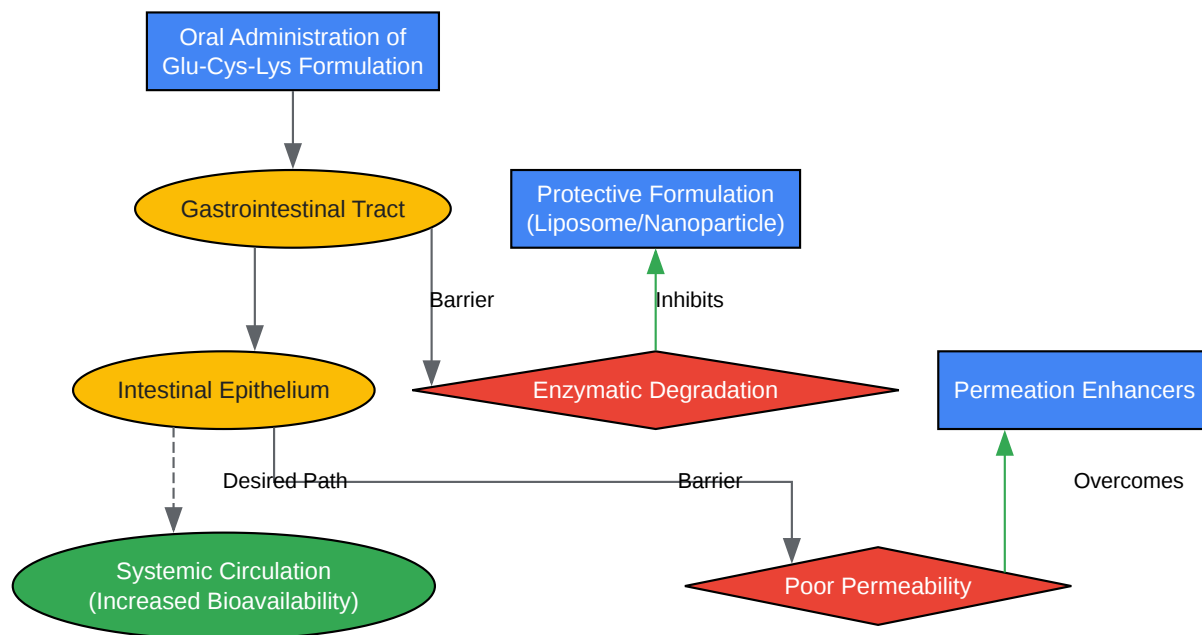 Oral Administration of
Glu-Cys-Lys Formulation
Gastrointestinal Tract
Protective Formulation
(Liposome/Nanoparticle)
Barrier
Inhibits
Intestinal Epithelium
Enzymatic Degradation
Permeation Enhancers
Desired Path
Barrier
Overcomes
Systemic Circulation
(Increased Bioavailability)
Poor Permeability